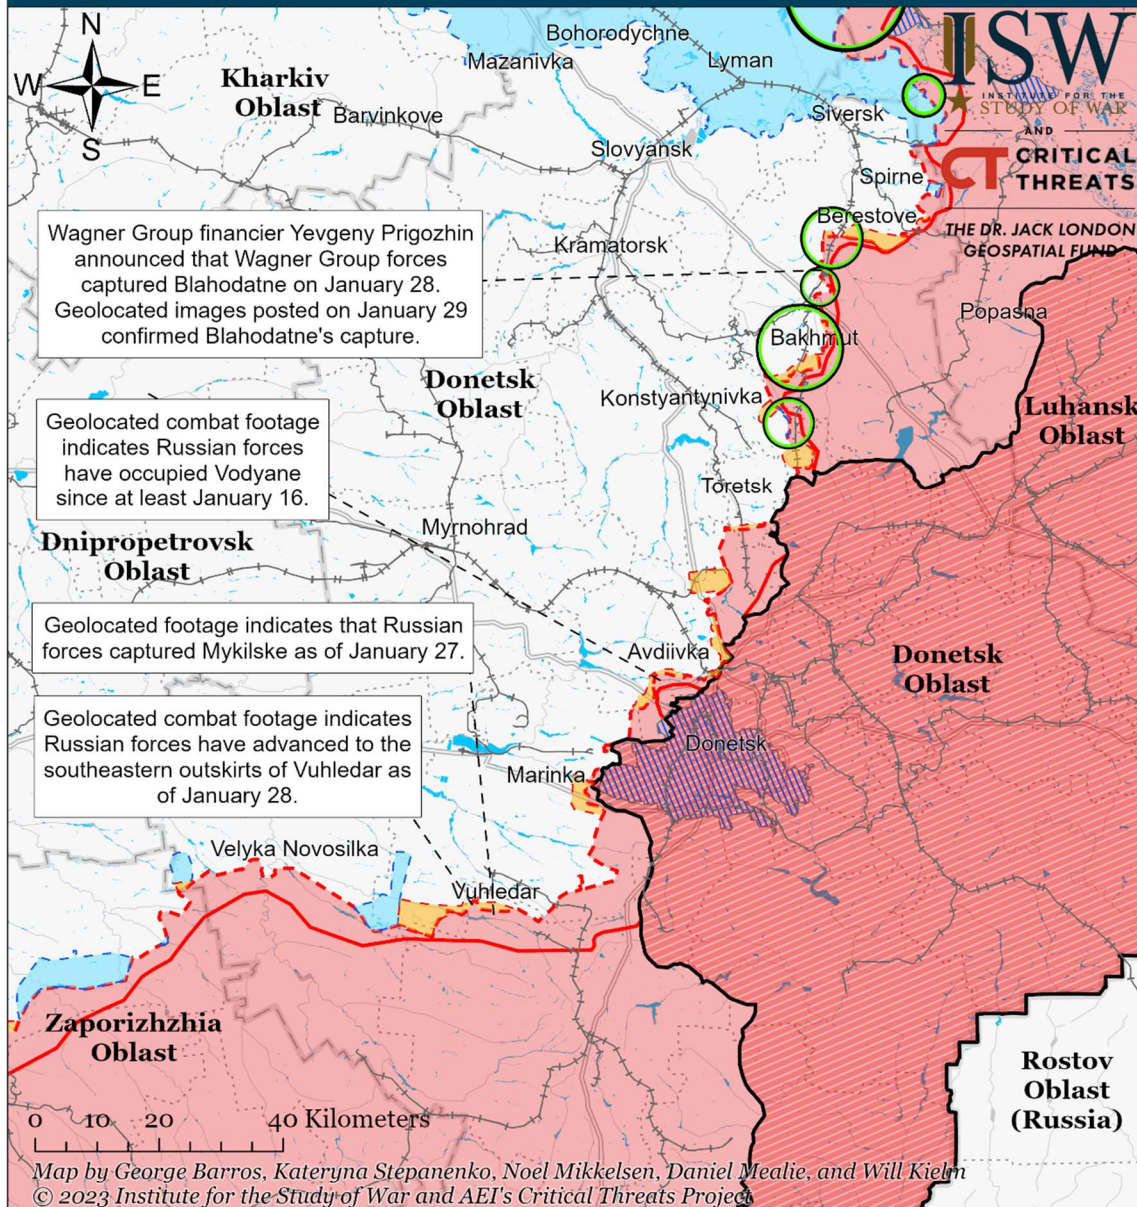 N
W
E
S
Kharkiv
Oblast
Barvinkove
Mazanivka
Bohorodychne
Lyman
Siversk
Slovyansk
Spirne
Berestove
Kramatorsk
ISW
INSTITUTE FOR THE
STUDY OF WAR
AND
CT CRITICAL
THREATS
THE DR. JACK LONDON
GEOSPATIAL FUND
Wagner Group financier Yevgeny Prigozhin
announced that Wagner Group forces
captured Blahodatne on January 28.
Geolocated images posted on January 29
confirmed Blahodatne's capture.
Popasna
Bakhmut
Donetsk
Oblast
Konstyantynivka
Luhansk
Oblast
Geolocated combat footage
indicates Russian forces
have occupied Vodyane
since at least January 16.
Toretsk
Myrnohrad
Dnipropetrovsk
Oblast
Geolocated footage indicates that Russian
forces captured Mykilske as of January 27.
Avdiivka
Donetsk
Oblast
Geolocated combat footage indicates
Russian forces have advanced to the
southeastern outskirts of Vuhledar as
of January 28.
Donetsk
Marinka
Velyka Novosilka
Vuhledar
Zaporizhzhia
Oblast
Rostov
Oblast
(Russia)
0 10 20 40 Kilometers
Map by George Barros, Kateryna Stepanenko, Noel Mikkelsen, Daniel Mealie, and Will Kielm
© 2023 Institute for the Study of War and AEI's Critical Threats Project